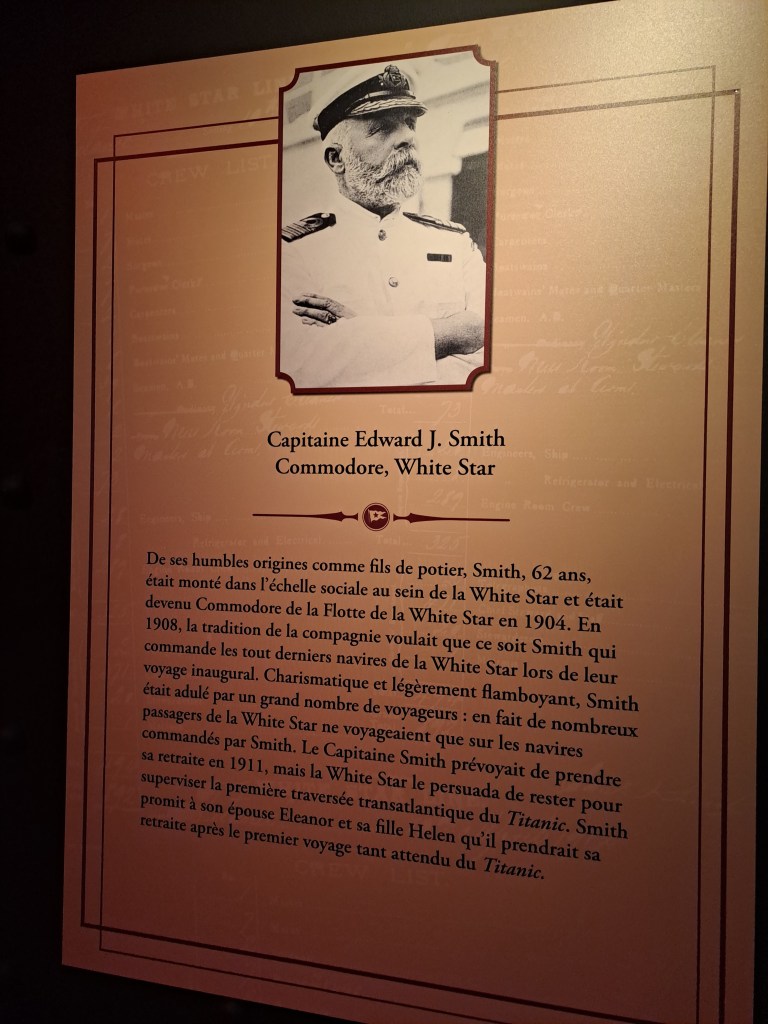 WHITE STAR LINE
CREW LIST
Capitaine Edward J. Smith
Commodore, White Star
De ses humbles origines comme fils de potier, Smith, 62 ans,
était monté dans l'échelle sociale au sein de la White Star et était
devenu Commodore de la Flotte de la White Star en 1904. En
1908, la tradition de la compagnie voulait que ce soit Smith qui
commande les tout derniers navires de la White Star lors de leur
voyage inaugural. Charismatique et légèrement flamboyant, Smith
était adulé par un grand nombre de voyageurs : en fait de nombreux
passagers de la White Star ne voyageaient que sur les navires
commandés par Smith. Le Capitaine Smith prévoyait de prendre
sa retraite en 1911, mais la White Star le persuada de rester pour
superviser la première traversée transatlantique du Titanic. Smith
promit à son épouse Eleanor et sa fille Helen qu'il prendrait sa
retraite après le premier voyage tant attendu du Titanic.